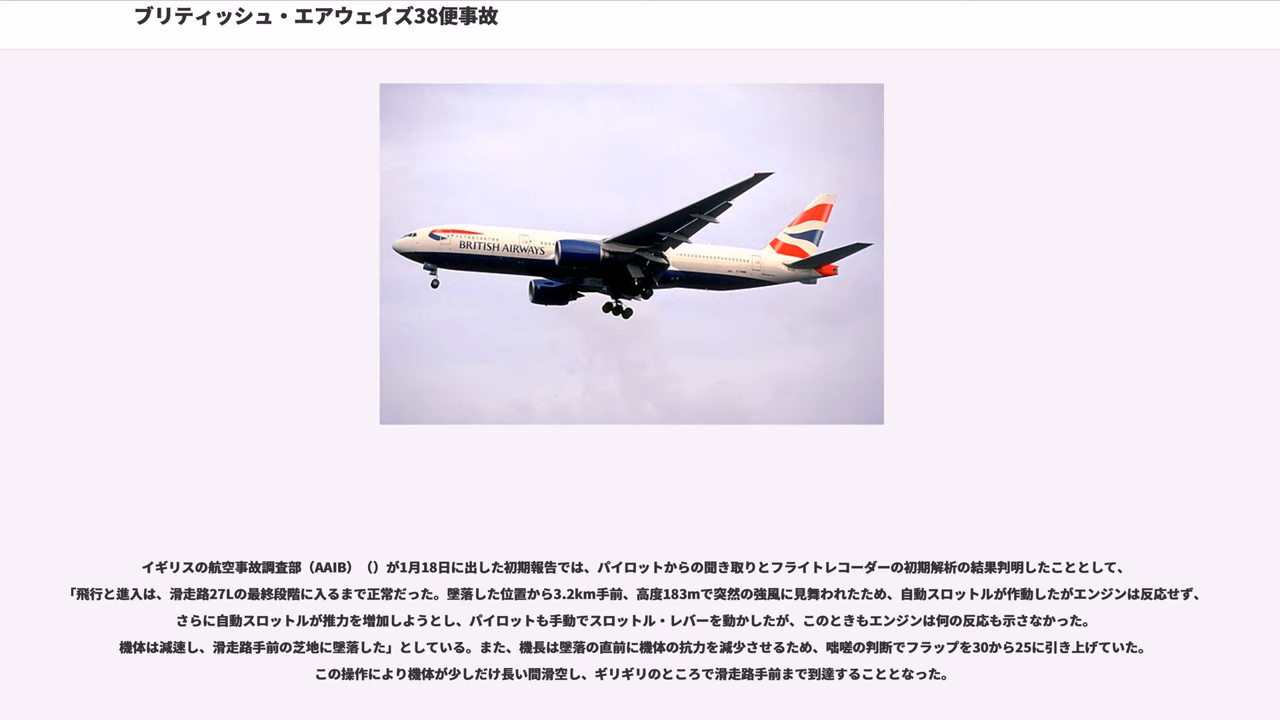 ブリティッシュ・エアウェイズ38便事故
BRITISH AIRWAYS
イギリスの航空事故調査部（AAIB）（）が1月18日に出した初期報告では、パイロットからの聞き取りとフライトレコーダーの初期解析の結果判明したこととして、
「飛行と進入は、滑走路27Lの最終段階に入るまで正常だった。墜落した位置から3.2km手前、高度183mで突然の強風に見舞われたため、自動スロットルが作動したがエンジンは反応せず、
さらに自動スロットルが推力を増加しようとし、パイロットも手動でスロットル・レバーを動かしたが、このときもエンジンは何の反応も示さなかった。
機体は減速し、滑走路手前の芝地に墜落した」としている。また、機長は墜落の直前に機体の抗力を減少させるため、咄嗟の判断でフラップを30から25に引き上げていた。
この操作により機体が少しだけ長い間滑空し、ギリギリのところで滑走路手前まで到達することとなった。